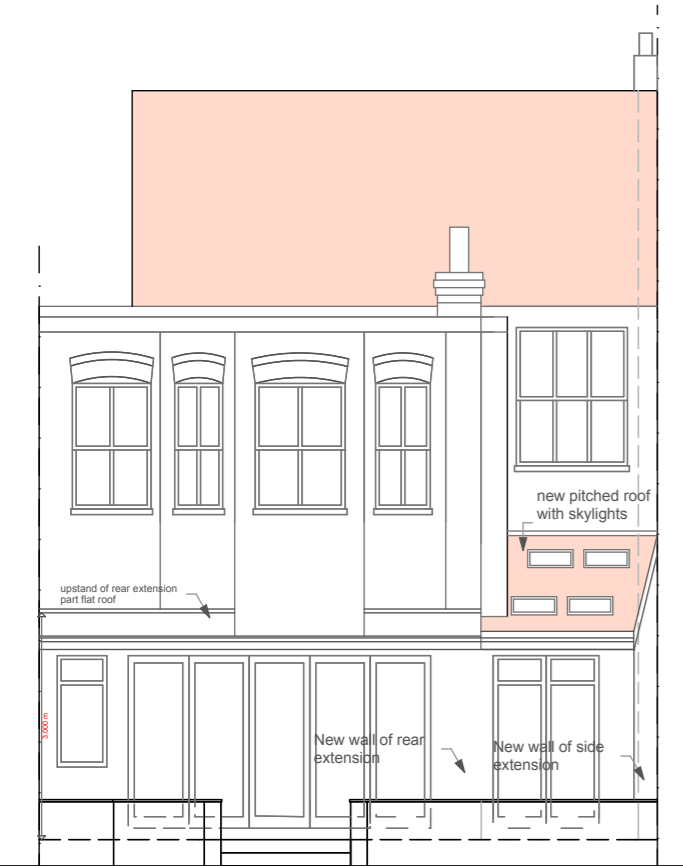 new pitched roof
with skylights
upstand of rear extension
part flat roof
3,000 m
New wall of rear
extension
New wall of side
extension